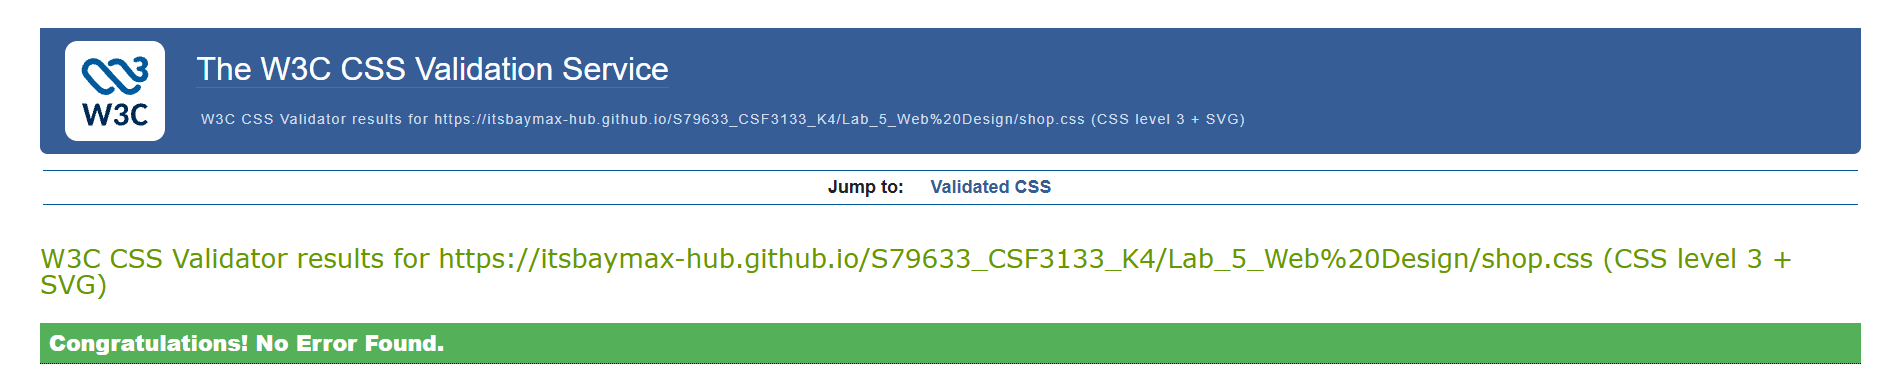 W3C
The W3C CSS Validation Service
W3C CSS Validator results for https://itsbaymax-hub.github.io/S79633_CSF3133_K4/Lab_5_Web%20Design/shop.css (CSS level 3 + SVG)
Jump to: Validated CSS
W3C CSS Validator results for https://itsbaymax-hub.github.io/S79633_CSF3133_K4/Lab_5_Web%20Design/shop.css (CSS level 3 +
SVG)
Congratulations! No Error Found.